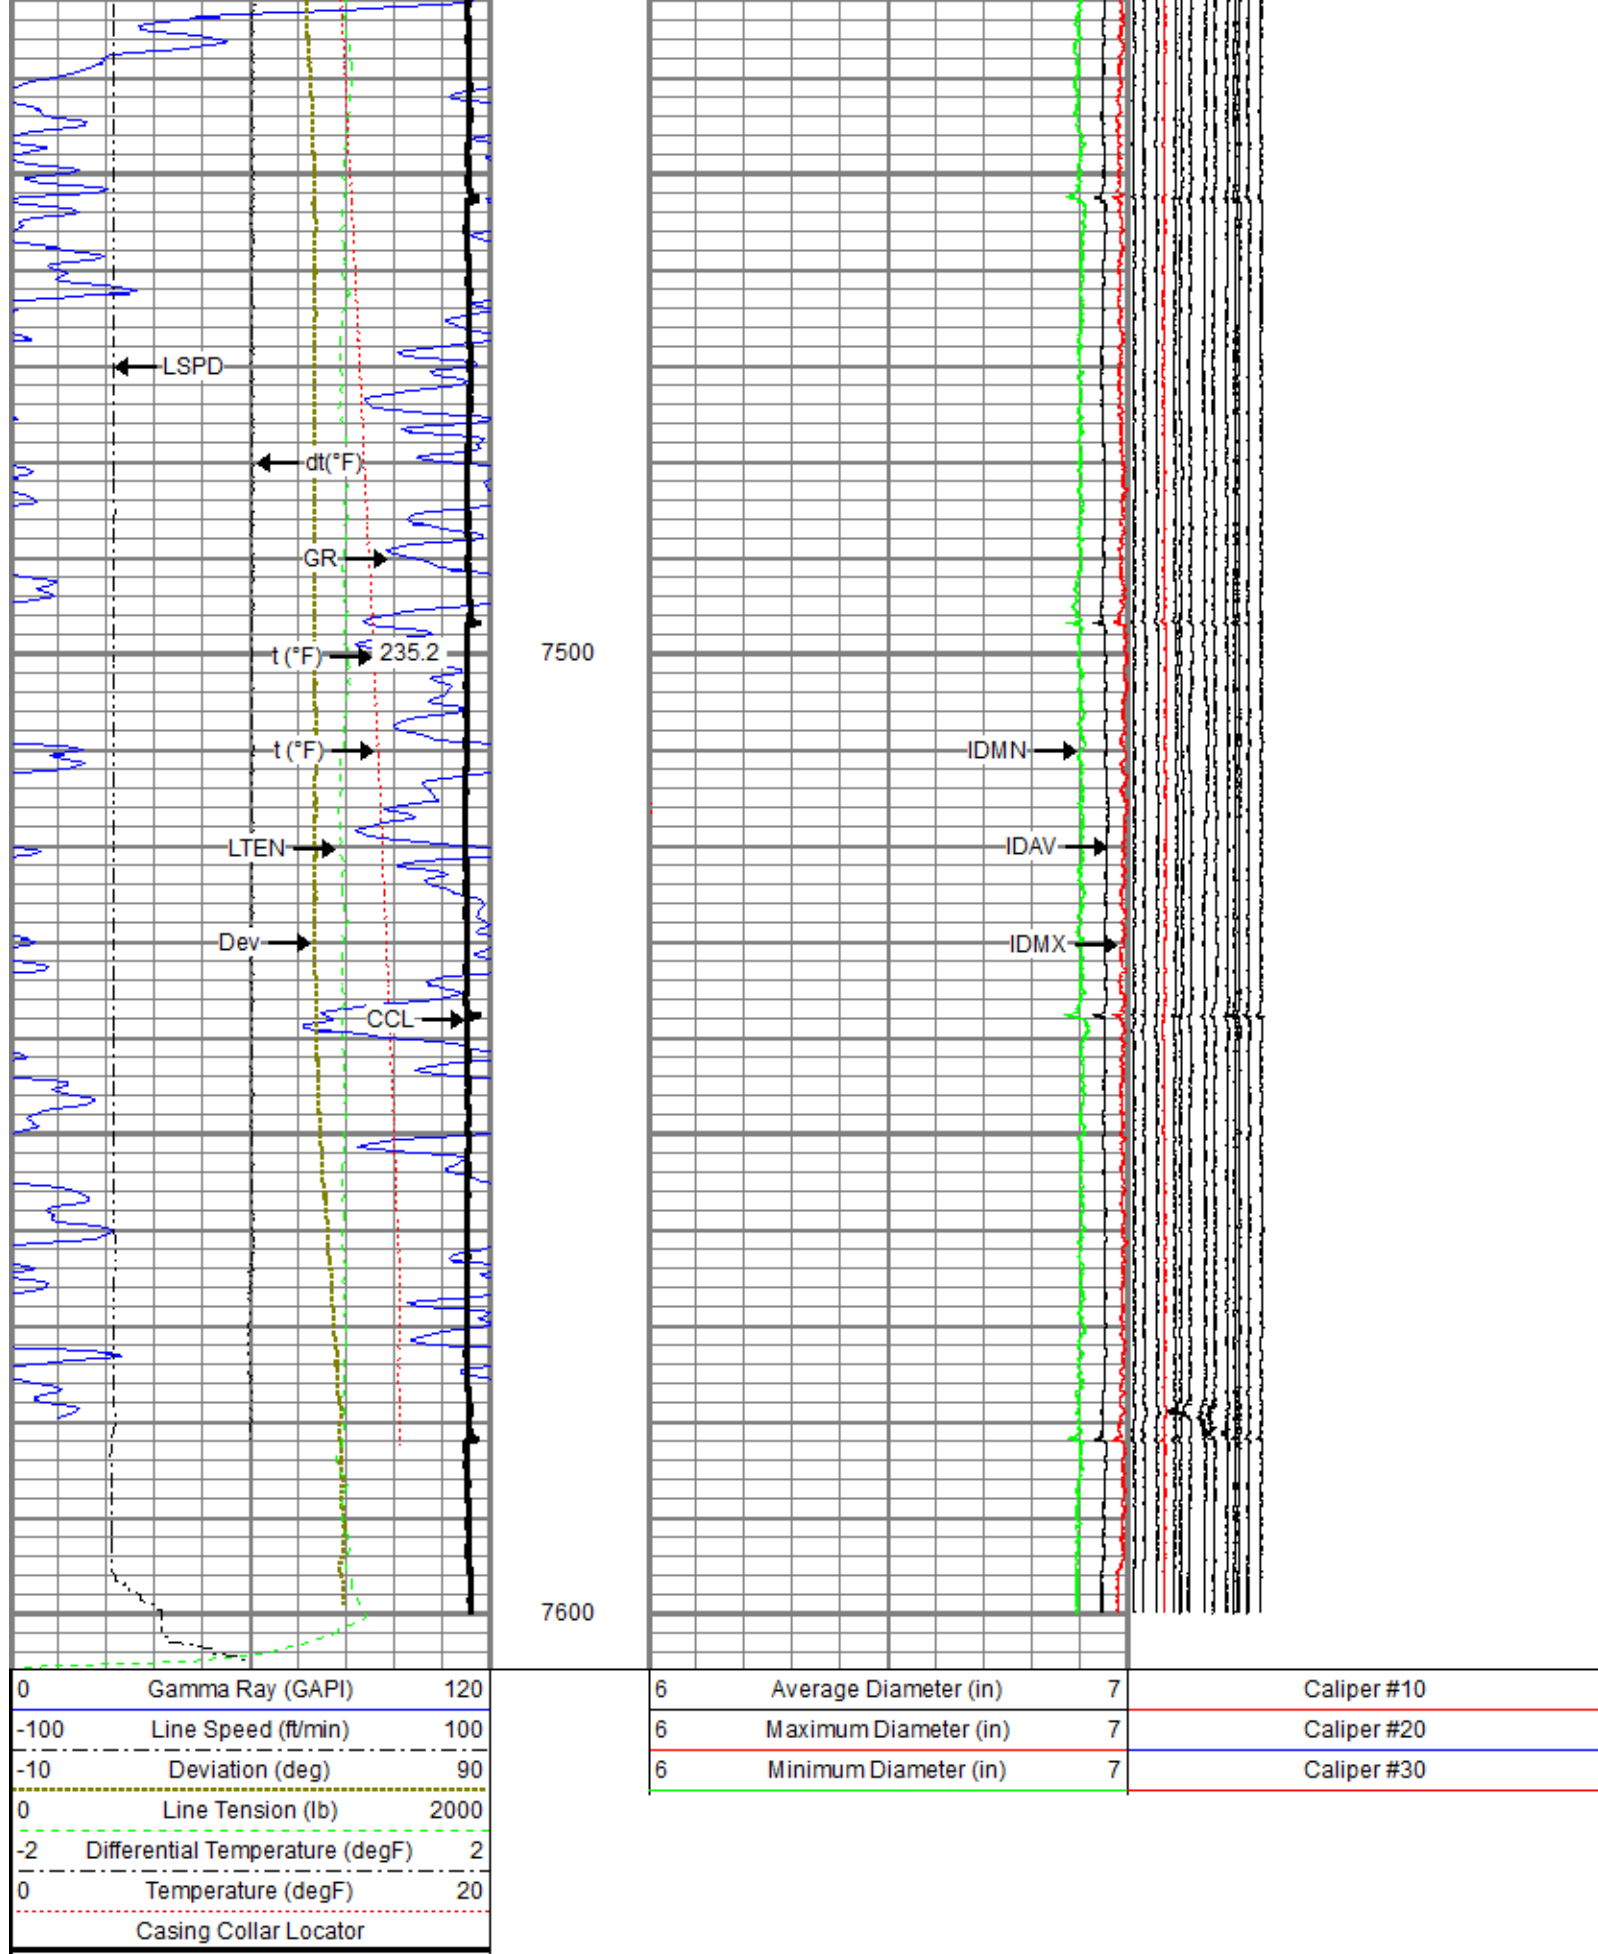 LSPD
dt(°F)
GR
t (°F) 235.2
7500
t (°F)
IDMN
LTEN
IDAV
Dev
IDMX
CCL
7600
0 Gamma Ray (GAPI) 120
-100 Line Speed (ft/min) 100
-10 Deviation (deg) 90
0 Line Tension (lb) 2000
-2 Differential Temperature (degF) 2
0 Temperature (degF) 20
Casing Collar Locator
6 Average Diameter (in) 7
6 Maximum Diameter (in) 7
6 Minimum Diameter (in) 7
Caliper #10
Caliper #20
Caliper #30